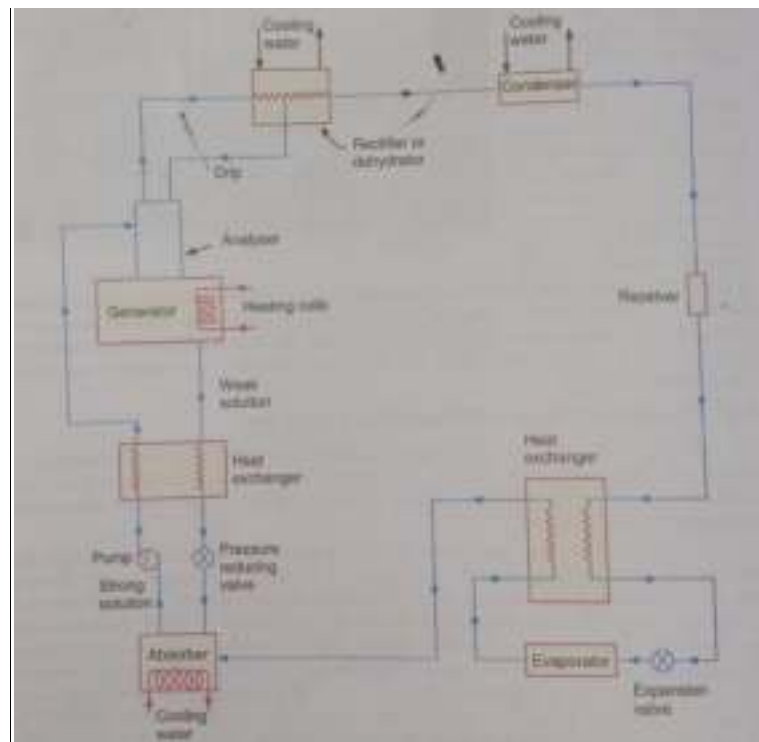 Cooling
water
Cooling
water
Condenser
Rectifier or
dehydrator
Drip
Analyser
Generator
Heating coils
Receiver
Weak
solution
Heat
exchanger
Heat
exchanger
Pump
Pressure
reducing
valve
Strong
solution
Absorber
Evaporator
Expansion
valve
Cooling
water